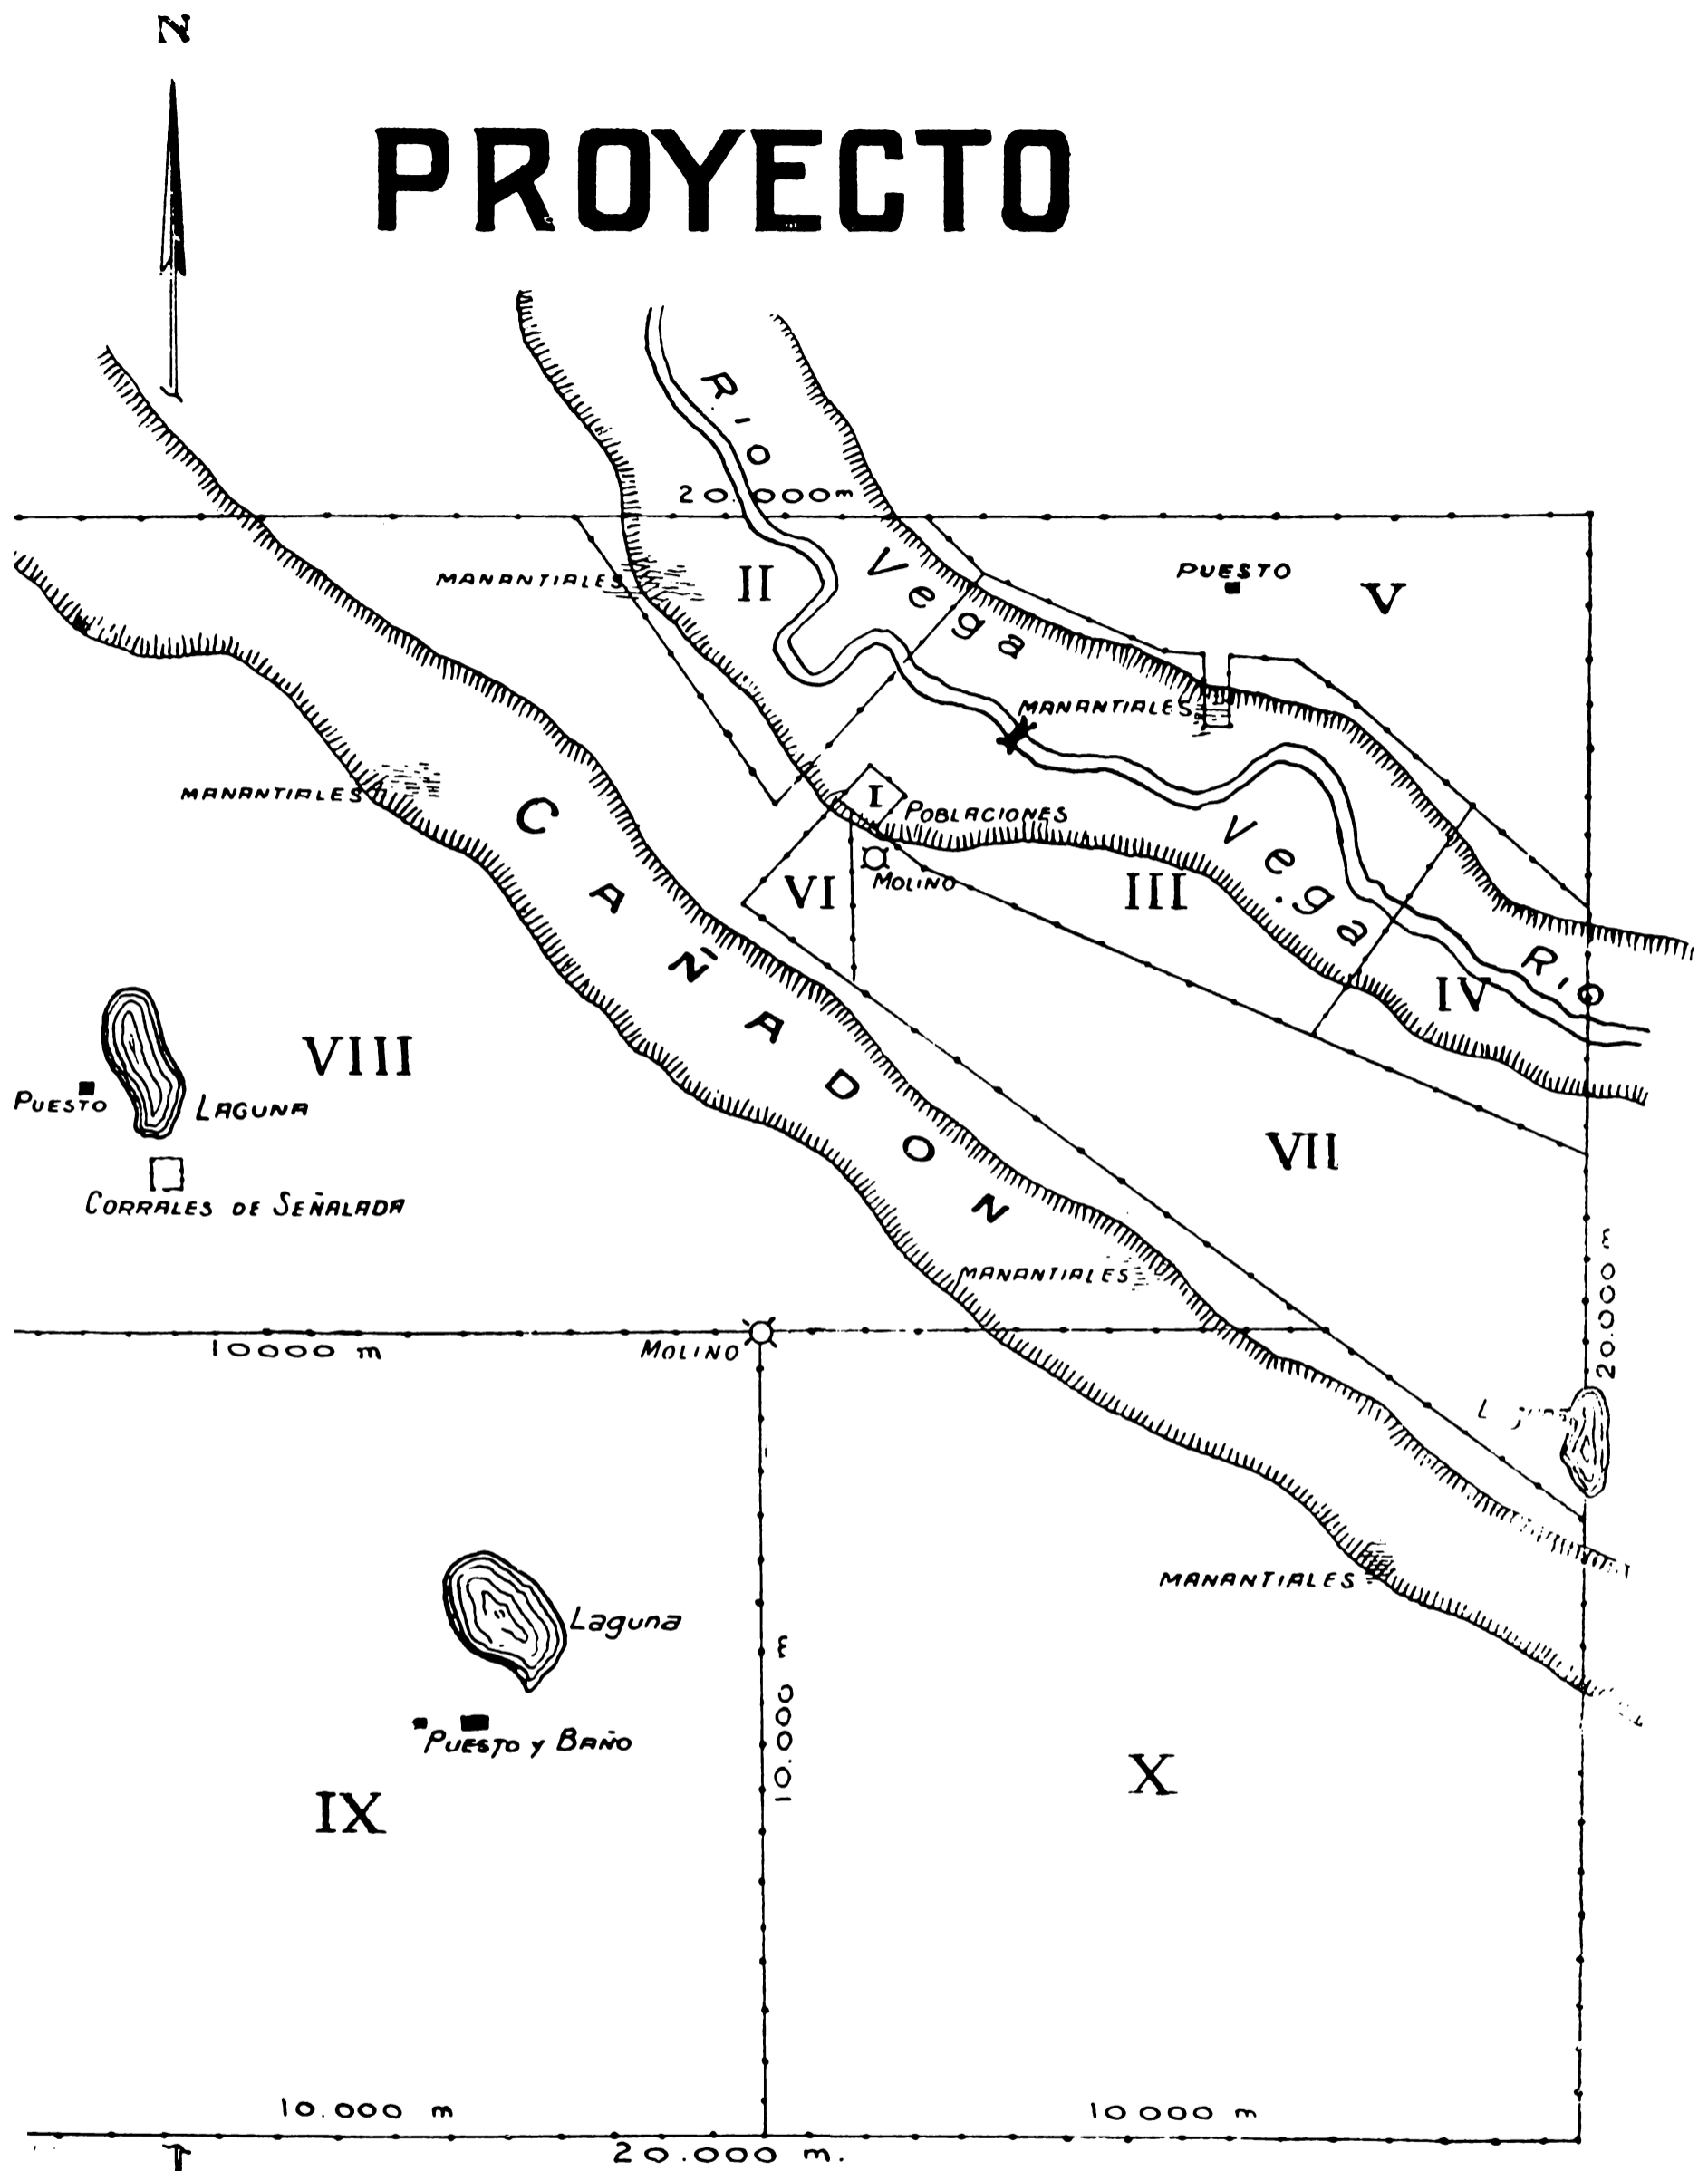 N
PROYECTO
RIO
20.000m
Vega
MANANTIALES
II
PUESTO
V
MANANTIALES
MANANTIALES
CAÑADON
I
POBLACIONES
MOLINO
VI
III
Vega
RIO
IV
VIII
PUESTO
LAGUNA
CORRALES DE SEÑALADA
VII
MANANTIALES
20.000 m
10000 m
MOLINO
MANANTIALES
Laguna
10.000 m
PUESTO Y BAÑO
IX
X
10.000 m
10000 m
20.000 m.